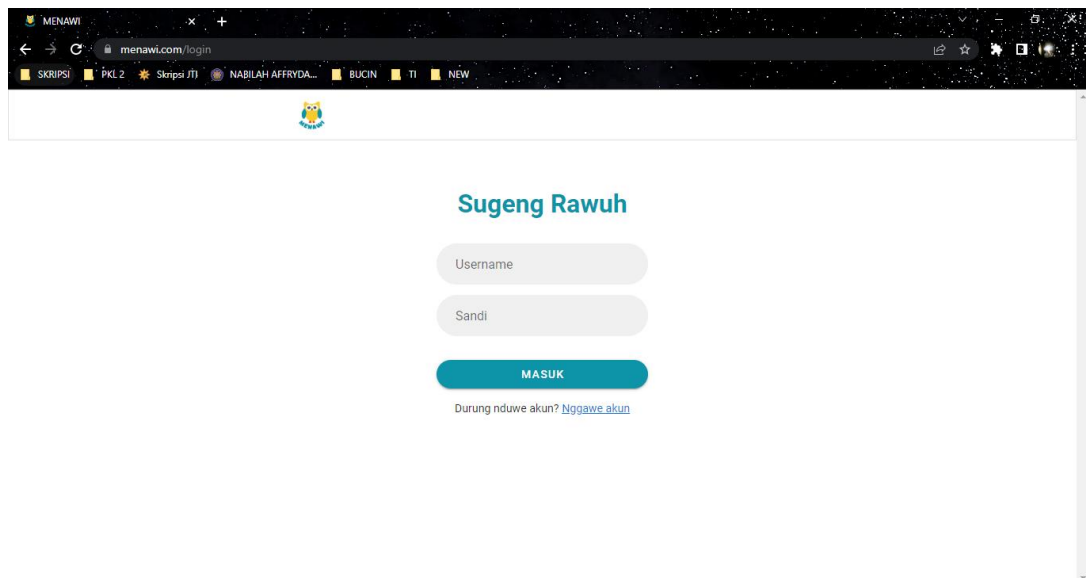 MENAWI
menawi.com/login
SKRIPSI PKL 2 Skripsi JTI NABILAH AFFRYDA... BUCIN TI NEW
MENAWI
Sugeng Rawuh
Username
Sandi
MASUK
Durung nduwe akun? Nggawe akun